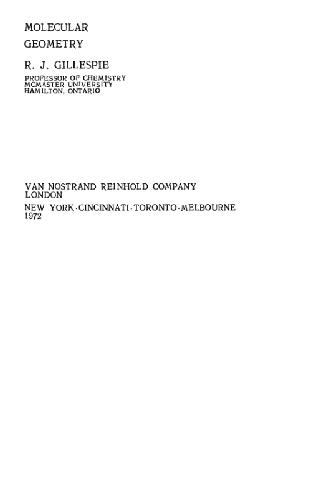 MOLECULAR
GEOMETRY
R. J. GILLESPIE
PROFESSOR OF CHEMISTRY
MCMASTER UNIVERSITY
HAMILTON, ONTARIO
VAN NOSTRAND REINHOLD COMPANY
LONDON
NEW YORK·CINCINNATI·TORONTO·MELBOURNE
1972